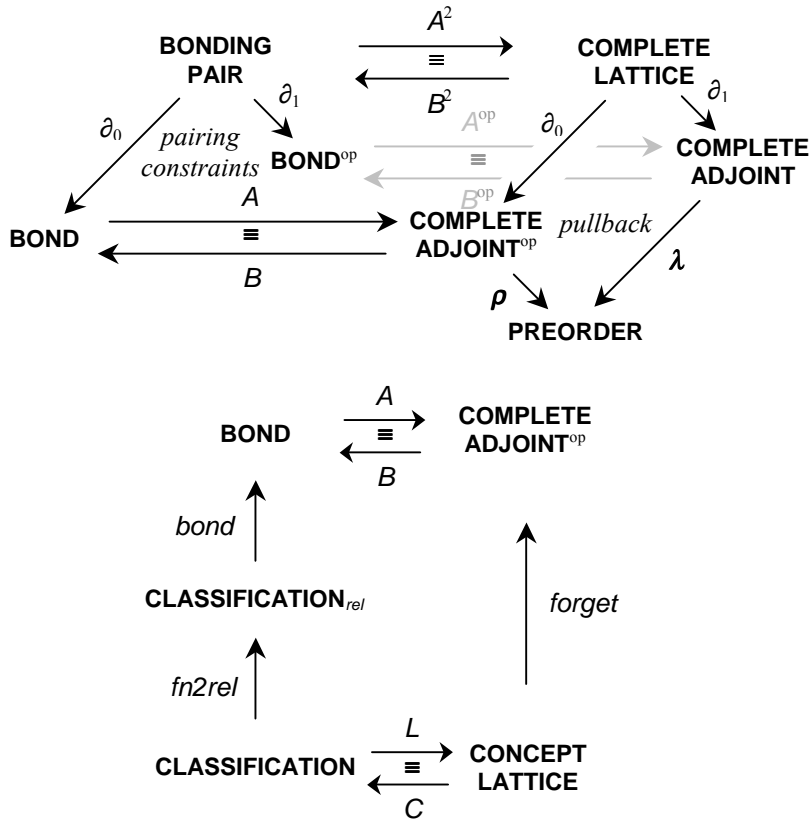 BONDING
PAIR
A²
≡
B²
COMPLETE
LATTICE
∂₀
∂₁
∂₀
∂₁
pairing
constraints
BOND^op
A^op
≡
B^op
COMPLETE
ADJOINT
BOND
A
≡
B
COMPLETE
ADJOINT^op
pullback
ρ
λ
PREORDER
A
≡
B
BOND
COMPLETE
ADJOINT^op
bond
CLASSIFICATION_rel
forget
fn2rel
L
≡
C
CLASSIFICATION
CONCEPT
LATTICE